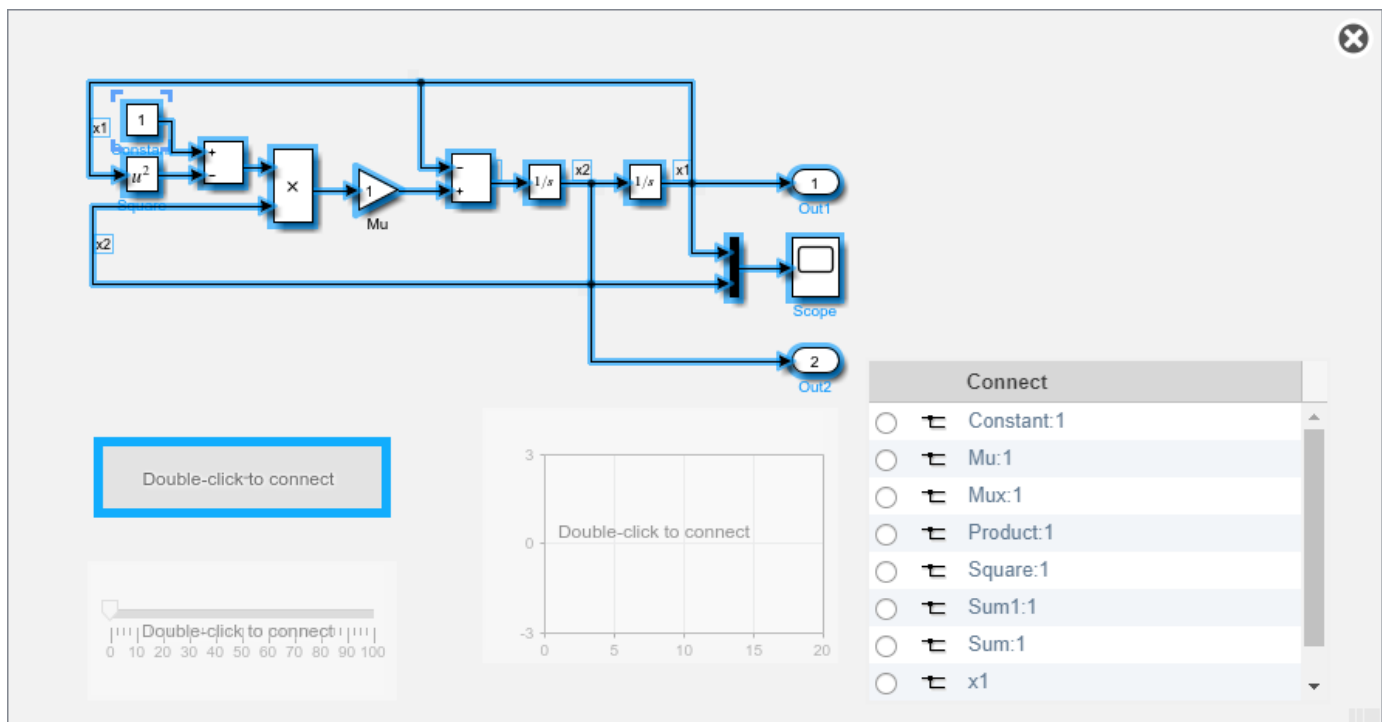 x1
1
Constant
+
−
u²
Square
×
1
Mu
−
+
x2
1/s
x2
1/s
x1
1
Out1
Scope
2
Out2
Connect
Constant:1
Mu:1
Mux:1
Product:1
Square:1
Sum1:1
Sum:1
x1
Double-click to connect
3
Double-click to connect
0
-3
0 5 10 15 20
Double-click to connect
0 10 20 30 40 50 60 70 80 90 100